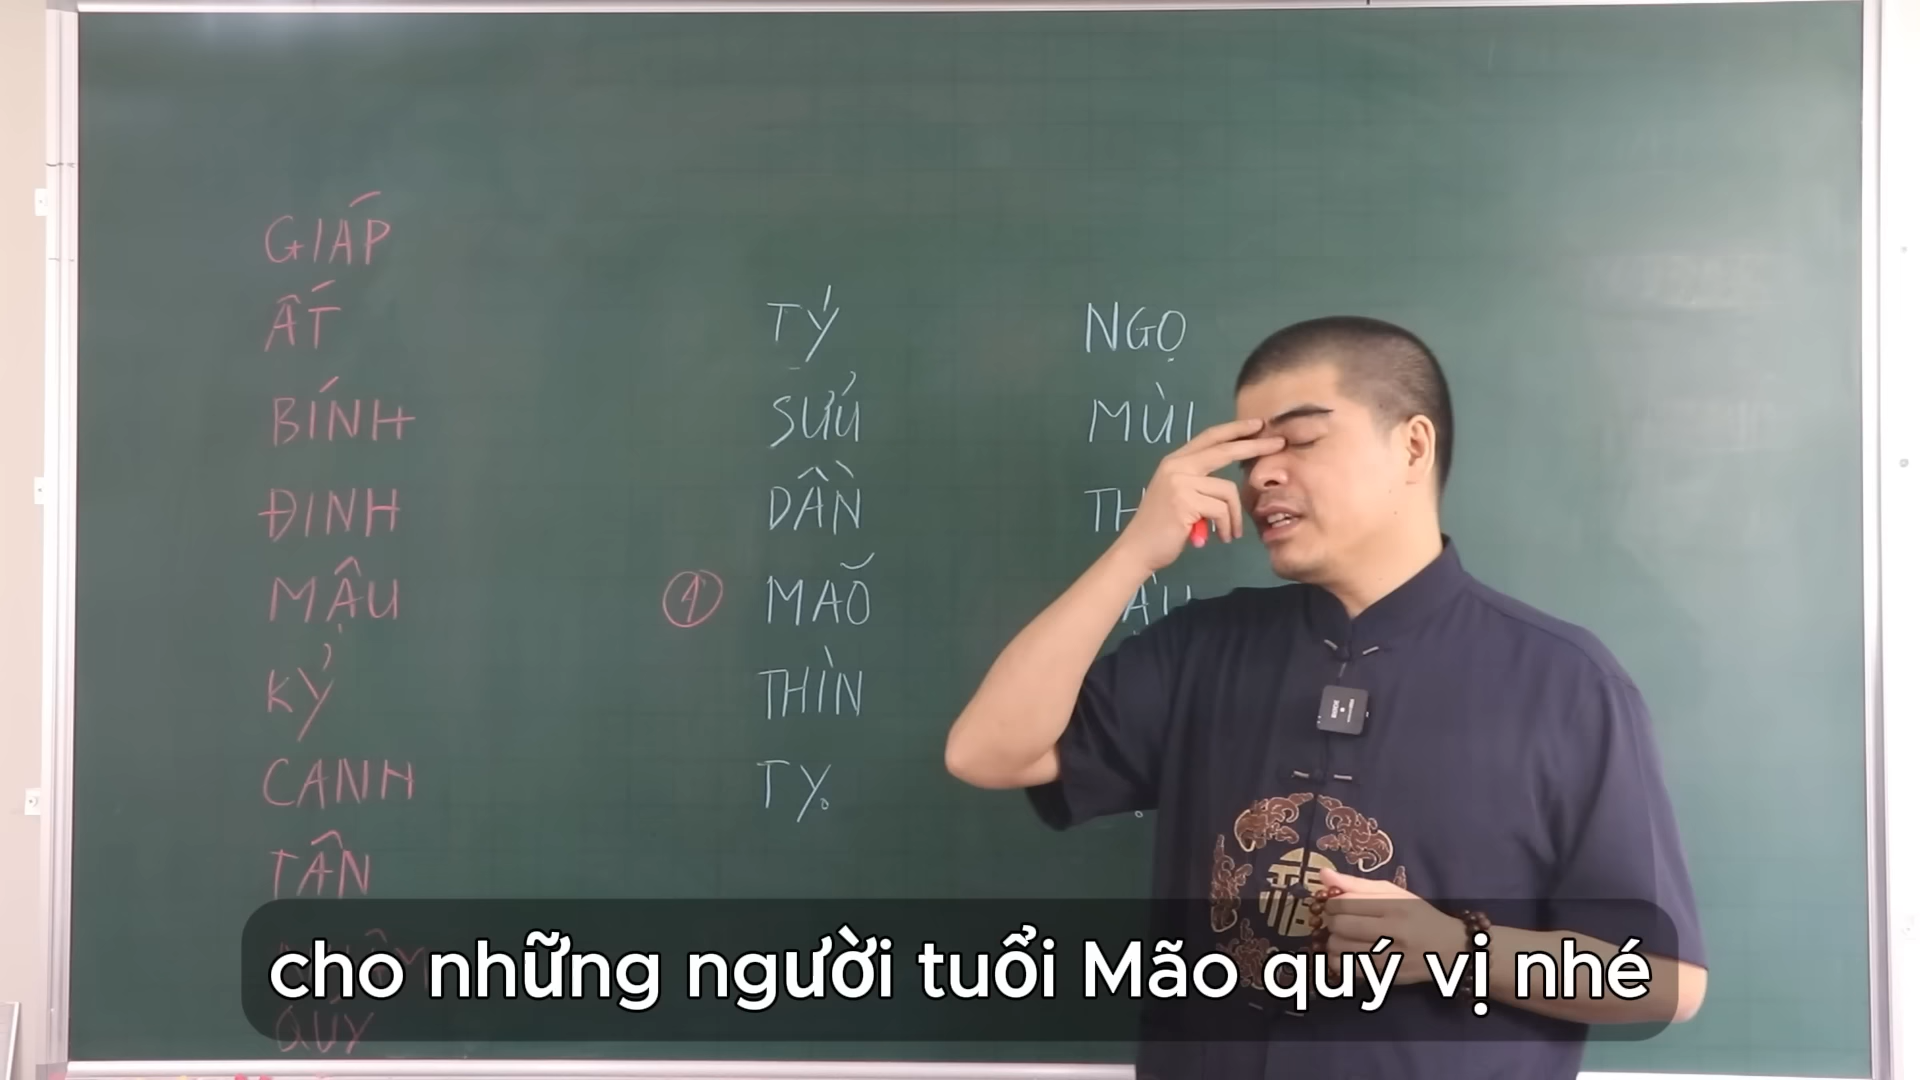 GIÁP
ẤT
BÍNH
ĐINH
MẬU
KỶ
CANH
TÂN
QUÝ
TÝ
SỬU
DẦN
① MÃO
THÌN
TỴ
NGỌ
MÙI
cho những người tuổi Mão quý vị nhé